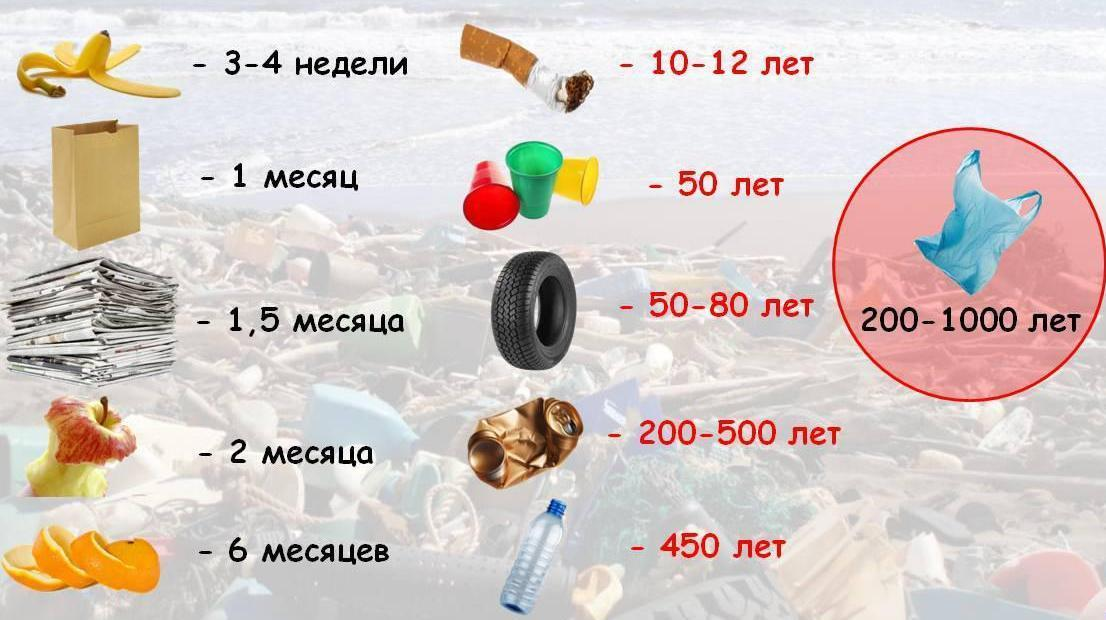 - 3-4 недели
- 1 месяц
- 1,5 месяца
- 2 месяца
- 6 месяцев
- 10-12 лет
- 50 лет
- 50-80 лет
- 200-500 лет
- 450 лет
200-1000 лет